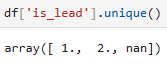 df['is_lead'].unique()
array([ 1.,  2., nan])